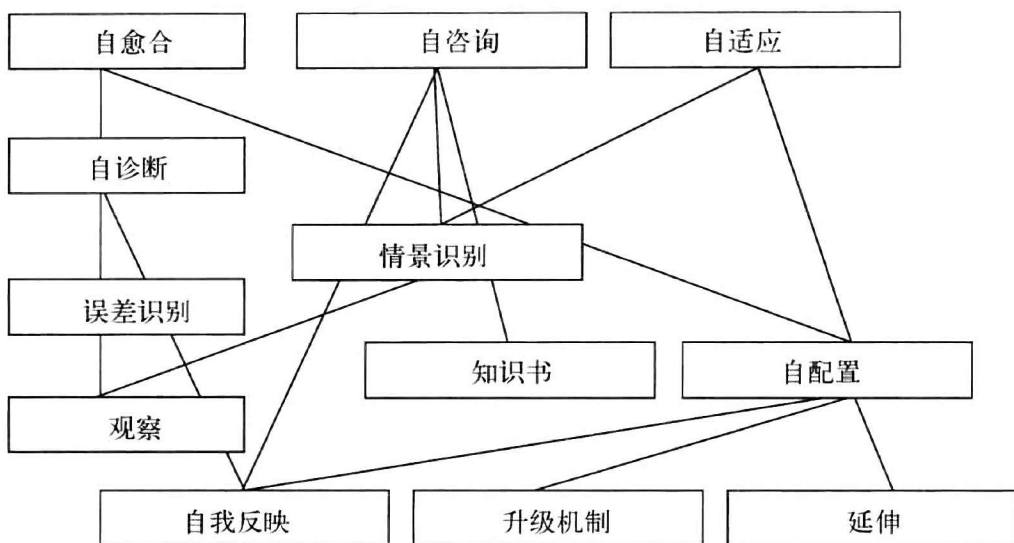 自愈合
自咨询
自适应
自诊断
情景识别
误差识别
知识书
自配置
观察
自我反映
升级机制
延伸